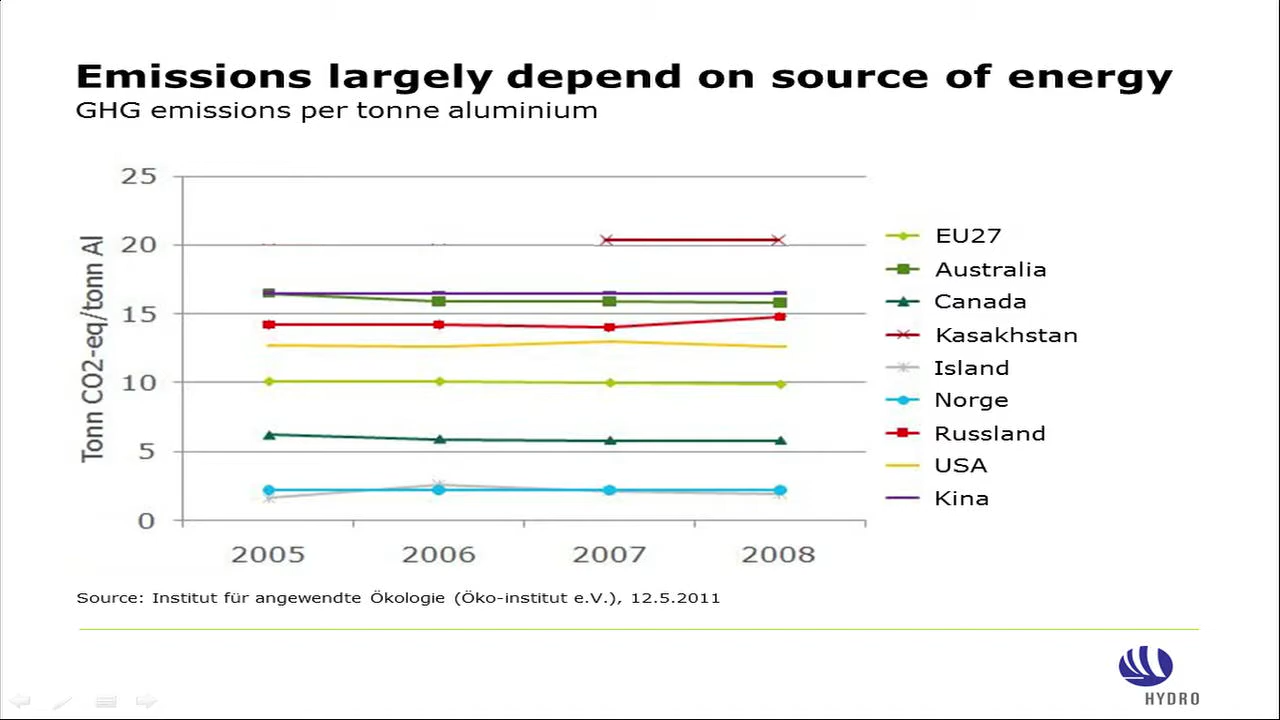 Emissions largely depend on source of energy
GHG emissions per tonne aluminium
Tonn CO2-eq/tonn Al
25
20
15
10
5
0
2005 2006 2007 2008
EU27
Australia
Canada
Kasakhstan
Island
Norge
Russland
USA
Kina
Source: Institut für angewendte Ökologie (Öko-institut e.V.), 12.5.2011
HYDRO